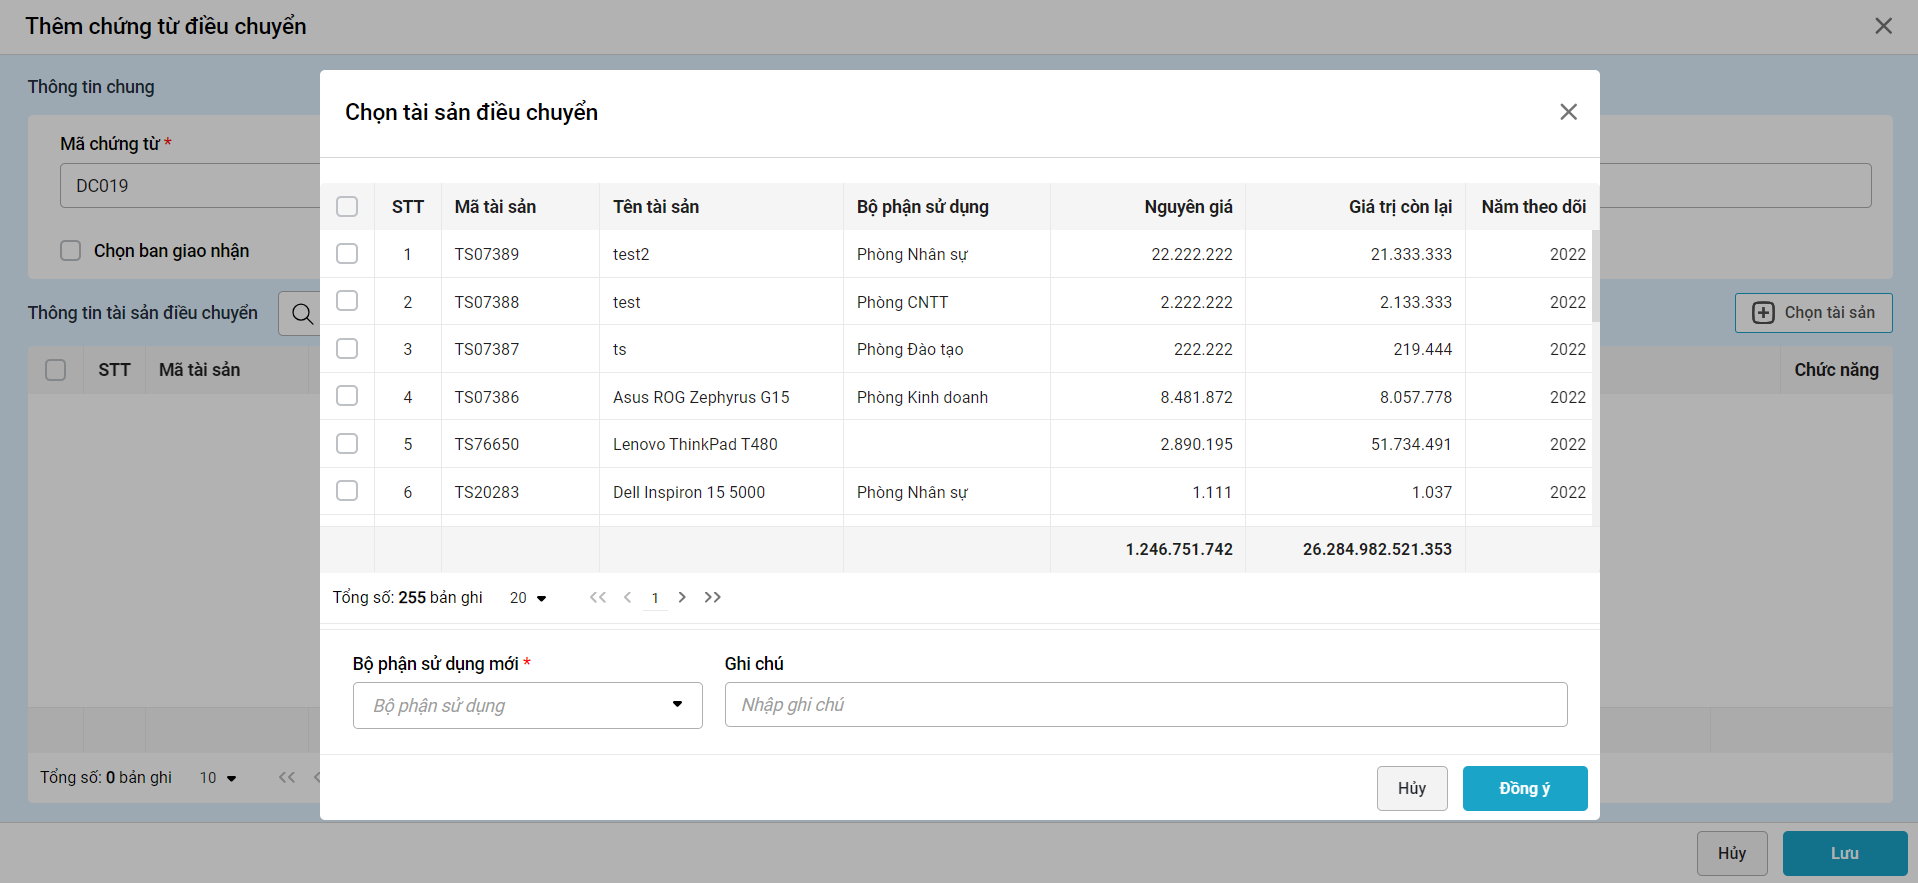 Thêm chứng từ điều chuyển
Thông tin chung
Mã chứng từ *
DC019
Chọn ban giao nhận
Thông tin tài sản điều chuyển
Chọn tài sản
STT Mã tài sản Chức năng
Tổng số: 0 bản ghi 10 <<
Hủy Lưu
Chọn tài sản điều chuyển
STT Mã tài sản Tên tài sản Bộ phận sử dụng Nguyên giá Giá trị còn lại Năm theo dõi
1 TS07389 test2 Phòng Nhân sự 22.222.222 21.333.333 2022
2 TS07388 test Phòng CNTT 2.222.222 2.133.333 2022
3 TS07387 ts Phòng Đào tạo 222.222 219.444 2022
4 TS07386 Asus ROG Zephyrus G15 Phòng Kinh doanh 8.481.872 8.057.778 2022
5 TS76650 Lenovo ThinkPad T480 2.890.195 51.734.491 2022
6 TS20283 Dell Inspiron 15 5000 Phòng Nhân sự 1.111 1.037 2022
1.246.751.742 26.284.982.521.353
Tổng số: 255 bản ghi 20 << < 1 > >>
Bộ phận sử dụng mới * Ghi chú
Bộ phận sử dụng Nhập ghi chú
Hủy Đồng ý